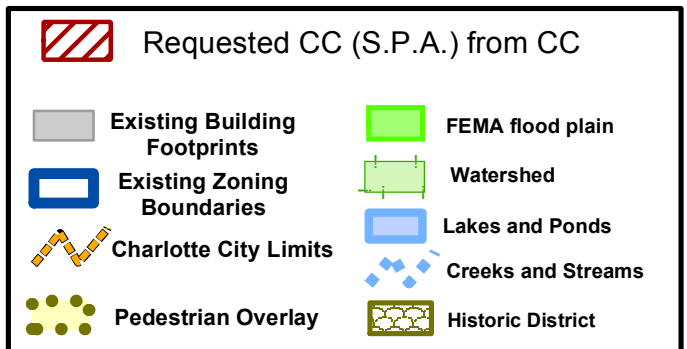 Requested CC (S.P.A.) from CC
Existing Building
Footprints
Existing Zoning
Boundaries
Charlotte City Limits
Pedestrian Overlay
FEMA flood plain
Watershed
Lakes and Ponds
Creeks and Streams
Historic District